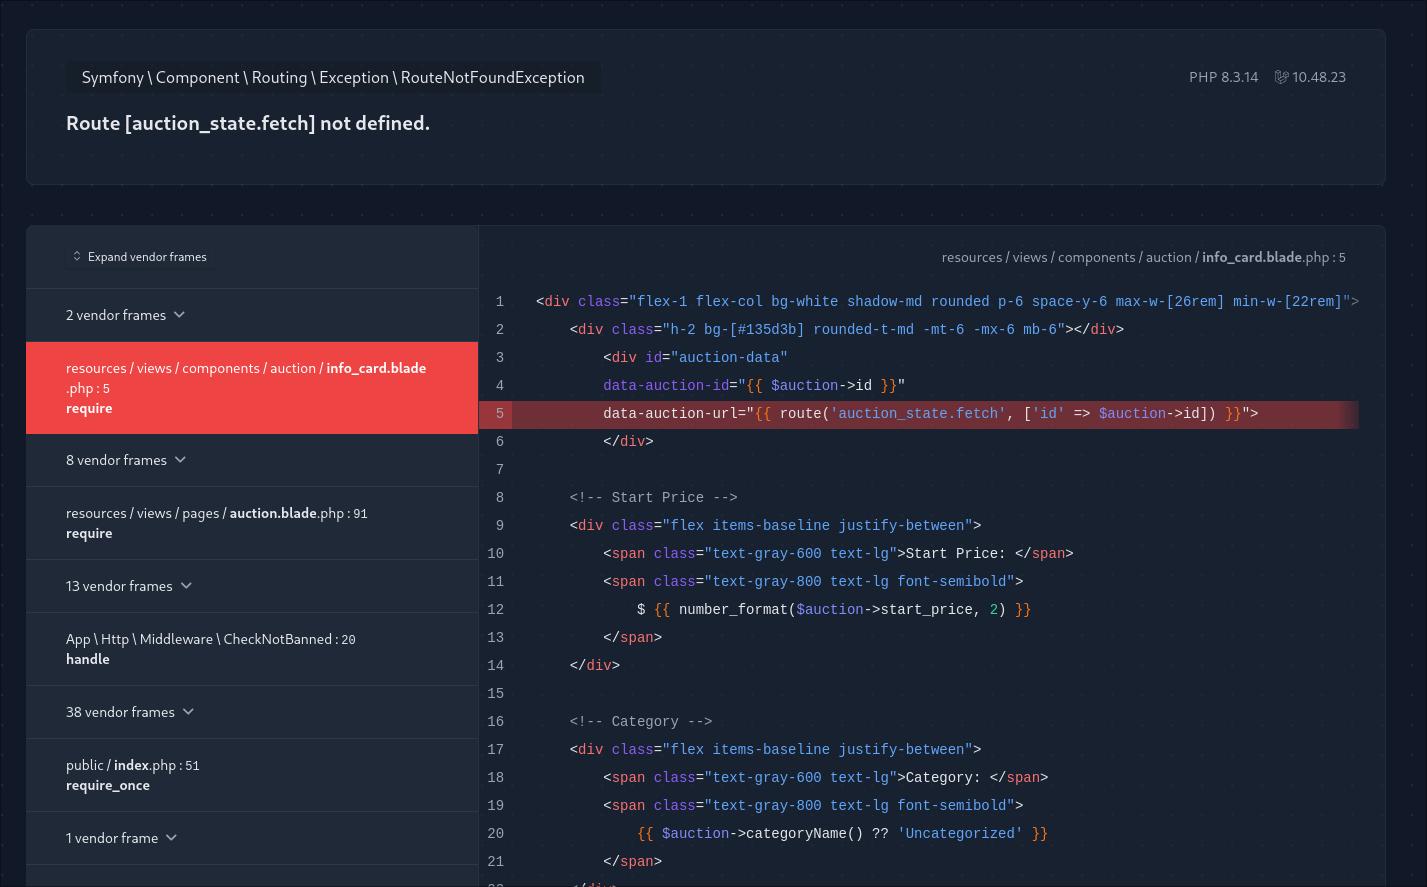 Symfony \ Component \ Routing \ Exception \ RouteNotFoundException
PHP 8.3.14 10.48.23
Route [auction_state.fetch] not defined.
Expand vendor frames
2 vendor frames
resources / views / components / auction / info_card.blade
.php : 5
require
8 vendor frames
resources / views / pages / auction.blade.php : 91
require
13 vendor frames
App \ Http \ Middleware \ CheckNotBanned : 20
handle
38 vendor frames
public / index.php : 51
require_once
1 vendor frame
resources / views / components / auction / info_card.blade.php : 5
1 <div class="flex-1 flex-col bg-white shadow-md rounded p-6 space-y-6 max-w-[26rem] min-w-[22rem]">
2 <div class="h-2 bg-[#135d3b] rounded-t-md -mt-6 -mx-6 mb-6"></div>
3 <div id="auction-data"
4 data-auction-id="{{ $auction->id }}"
5 data-auction-url="{{ route('auction_state.fetch', ['id' => $auction->id]) }}">
6 </div>
7
8 <!-- Start Price -->
9 <div class="flex items-baseline justify-between">
10 <span class="text-gray-600 text-lg">Start Price: </span>
11 <span class="text-gray-800 text-lg font-semibold">
12 $ {{ number_format($auction->start_price, 2) }}
13 </span>
14 </div>
15
16 <!-- Category -->
17 <div class="flex items-baseline justify-between">
18 <span class="text-gray-600 text-lg">Category: </span>
19 <span class="text-gray-800 text-lg font-semibold">
20 {{ $auction->categoryName() ?? 'Uncategorized' }}
21 </span>